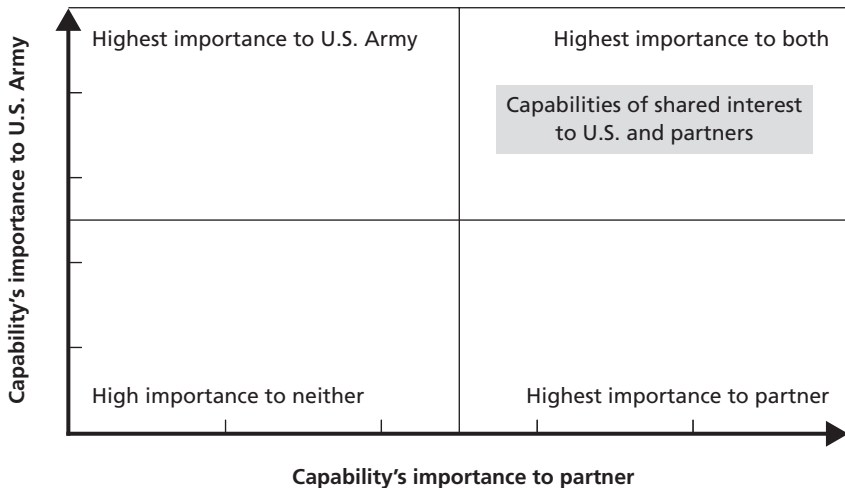 Capability's importance to U.S. Army
Highest importance to U.S. Army
Highest importance to both
Capabilities of shared interest
to U.S. and partners
High importance to neither
Highest importance to partner
Capability's importance to partner